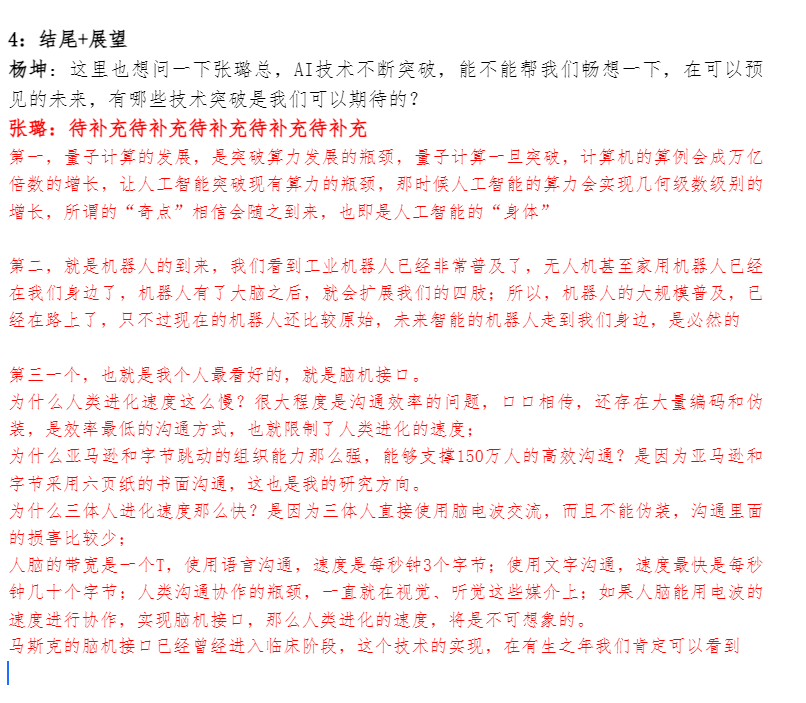 4：结尾+展望
杨坤：这里也想问一下张璐总，AI技术不断突破，能不能帮我们畅想一下，在可以预
见的未来，有哪些技术突破是我们可以期待的？
张璐：待补充待补充待补充待补充待补充
第一，量子计算的发展，是突破算力发展的瓶颈，量子计算一旦突破，计算机的算例会成万亿
倍数的增长，让人工智能突破现有算力的瓶颈，那时候人工智能的算力会实现几何级数级别的
增长，所谓的“奇点”相信会随之到来，也即是人工智能的“身体”
第二，就是机器人的到来，我们看到工业机器人已经非常普及了，无人机甚至家用机器人已经
在我们身边了，机器人有了大脑之后，就会扩展我们的四肢；所以，机器人的大规模普及，已
经在路上了，只不过现在的机器人还比较原始，未来智能的机器人走到我们身边，是必然的
第三一个，也就是我个人最看好的，就是脑机接口。
为什么人类进化速度这么慢？很大程度是沟通效率的问题，口口相传，还存在大量编码和伪
装，是效率最低的沟通方式，也就限制了人类进化的速度；
为什么亚马逊和字节跳动的组织能力那么强，能够支撑150万人的高效沟通？是因为亚马逊和
字节采用六页纸的书面沟通，这也是我的研究方向。
为什么三体人进化速度那么快？是因为三体人直接使用脑电波交流，而且不能伪装，沟通里面
的损害比较少；
人脑的带宽是一个T，使用语言沟通，速度是每秒钟3个字节；使用文字沟通，速度最快是每秒
钟几十个字节；人类沟通协作的瓶颈，一直就在视觉、听觉这些媒介上；如果人脑能用电波的
速度进行协作，实现脑机接口，那么人类进化的速度，将是不可想象的。
马斯克的脑机接口已经曾经进入临床阶段，这个技术的实现，在有生之年我们肯定可以看到